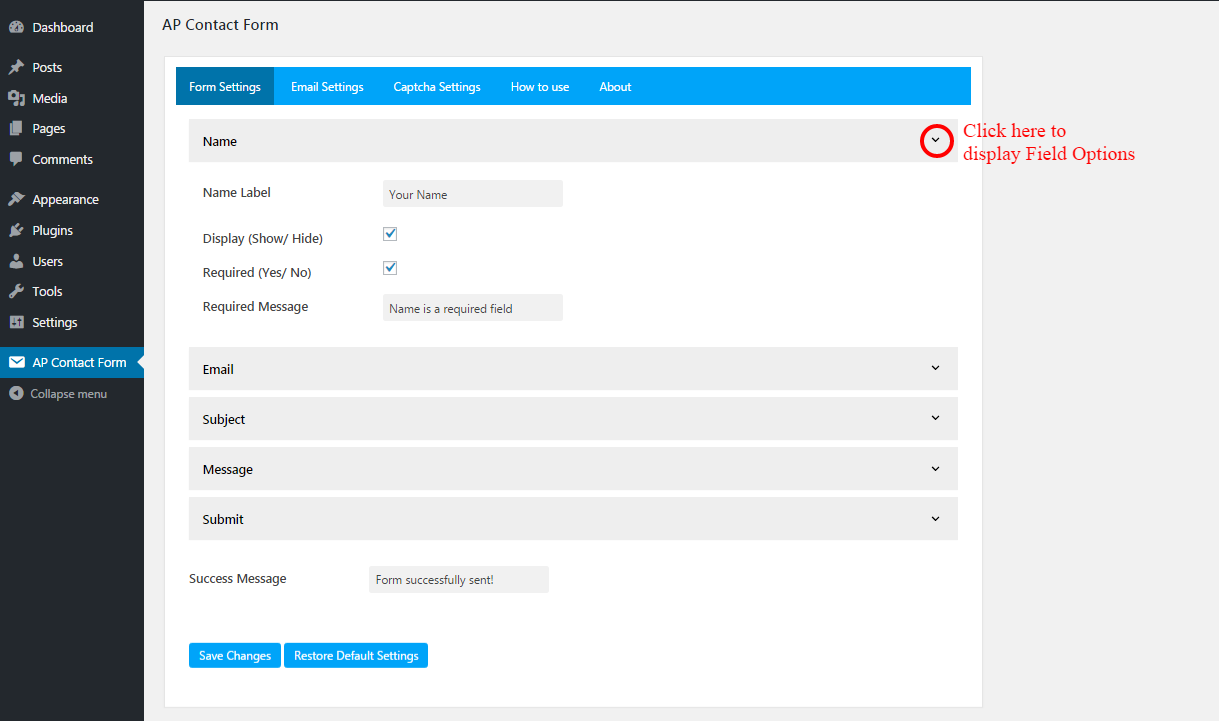 Dashboard
Posts
Media
Pages
Comments
Appearance
Plugins
Users
Tools
Settings
AP Contact Form
Collapse menu
AP Contact Form
Form Settings Email Settings Captcha Settings How to use About
Name
Click here to
display Field Options
Name Label Your Name
Display (Show/ Hide)
Required (Yes/ No)
Required Message Name is a required field
Email
Subject
Message
Submit
Success Message Form successfully sent!
Save Changes Restore Default Settings